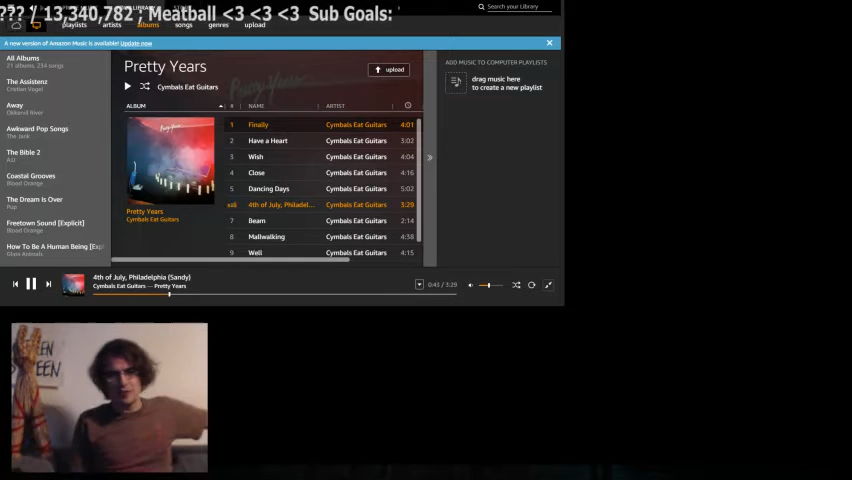 ??? / 13,340,782 ; Meatball <3 <3 <3 Sub Goals:
Search your Library
playlists artists albums songs genres upload
A new version of Amazon Music is available! Update now
All Albums
21 albums, 234 songs
The Assistenz
Cristian Vogel
Away
Okkervil River
Awkward Pop Songs
The Jank
The Bible 2
AJJ
Coastal Grooves
Blood Orange
The Dream Is Over
Pup
Freetown Sound [Explicit]
Blood Orange
How To Be A Human Being [Expl
Glass Animals
Pretty Years
upload
Cymbals Eat Guitars
ALBUM # NAME ARTIST
Pretty Years
Cymbals Eat Guitars
1 Finally Cymbals Eat Guitars 4:01
2 Have a Heart Cymbals Eat Guitars 3:02
3 Wish Cymbals Eat Guitars 4:04
4 Close Cymbals Eat Guitars 4:16
5 Dancing Days Cymbals Eat Guitars 5:02
4th of July, Philadel... Cymbals Eat Guitars 3:29
7 Beam Cymbals Eat Guitars 2:14
8 Mallwalking Cymbals Eat Guitars 4:38
9 Well Cymbals Eat Guitars 4:15
ADD MUSIC TO COMPUTER PLAYLISTS
drag music here
to create a new playlist
4th of July, Philadelphia (Sandy)
Cymbals Eat Guitars — Pretty Years
0:43 / 3:29